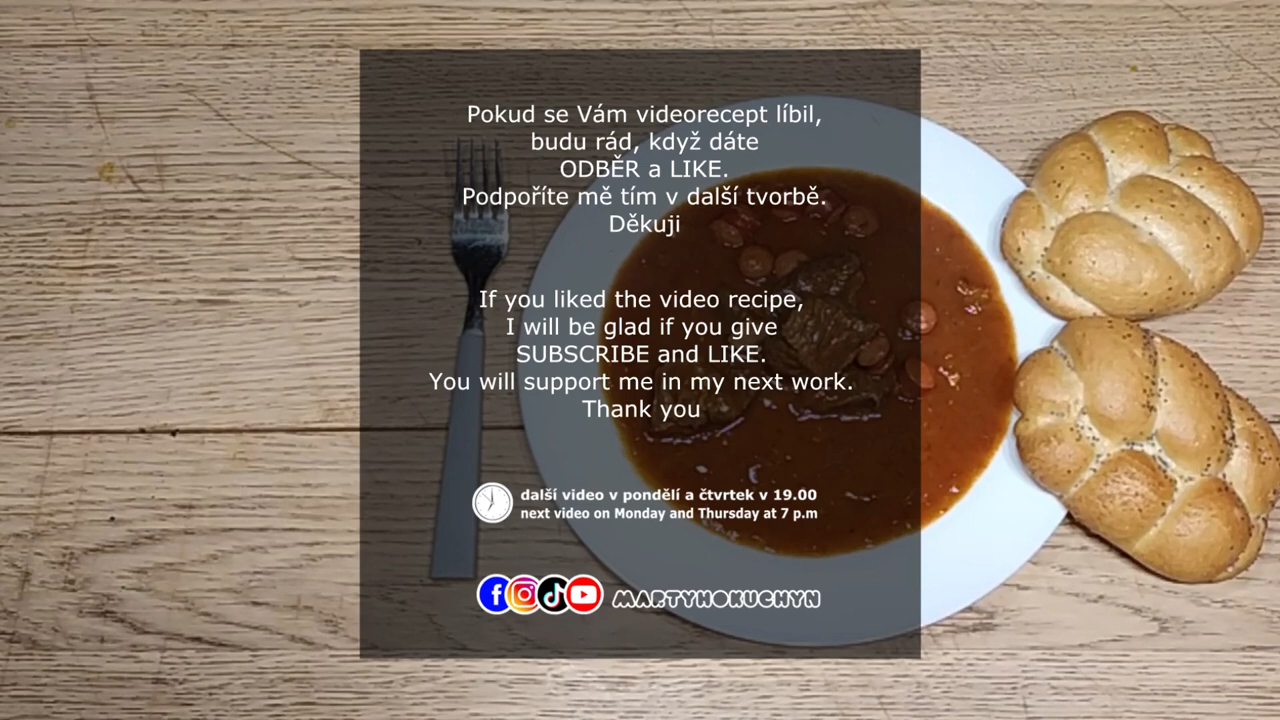 Pokud se Vám videorecept líbil,
budu rád, když dáte
ODBĚR a LIKE.
Podpoříte mě tím v další tvorbě.
Děkuji
If you liked the video recipe,
I will be glad if you give
SUBSCRIBE and LIKE.
You will support me in my next work.
Thank you
další video v pondělí a čtvrtek v 19.00
next video on Monday and Thursday at 7 p.m
MARTYHOKUCHYN